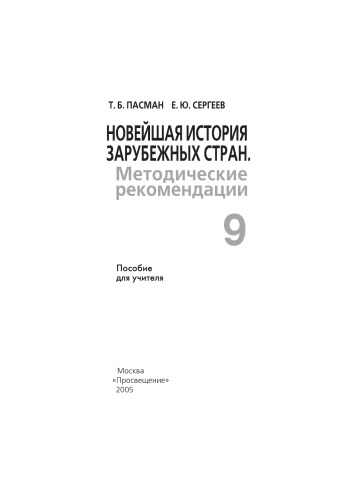 Т. Б. ПАСМАН Е. Ю. СЕРГЕЕВ
НОВЕЙШАЯ ИСТОРИЯ
ЗАРУБЕЖНЫХ СТРАН.
Методические
рекомендации
9
Пособие
для учителя
Москва
«Просвещение»
2005